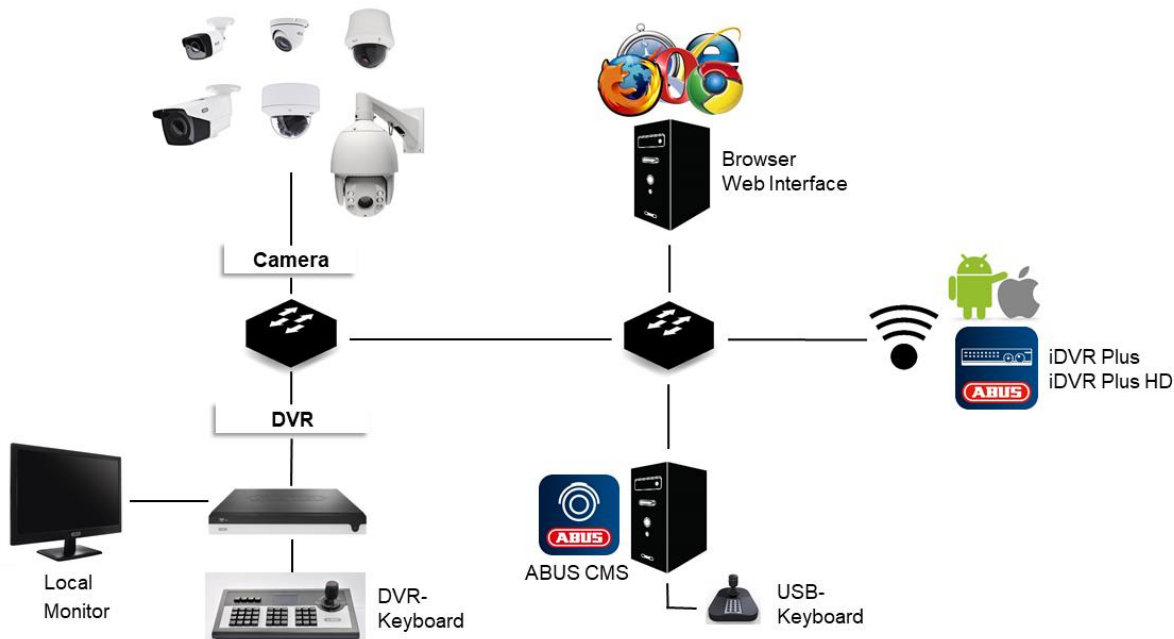 Browser
Web Interface
Camera
iDVR Plus
iDVR Plus HD
ABUS
DVR
ABUS
ABUS CMS
Local
Monitor
DVR-
Keyboard
USB-
Keyboard